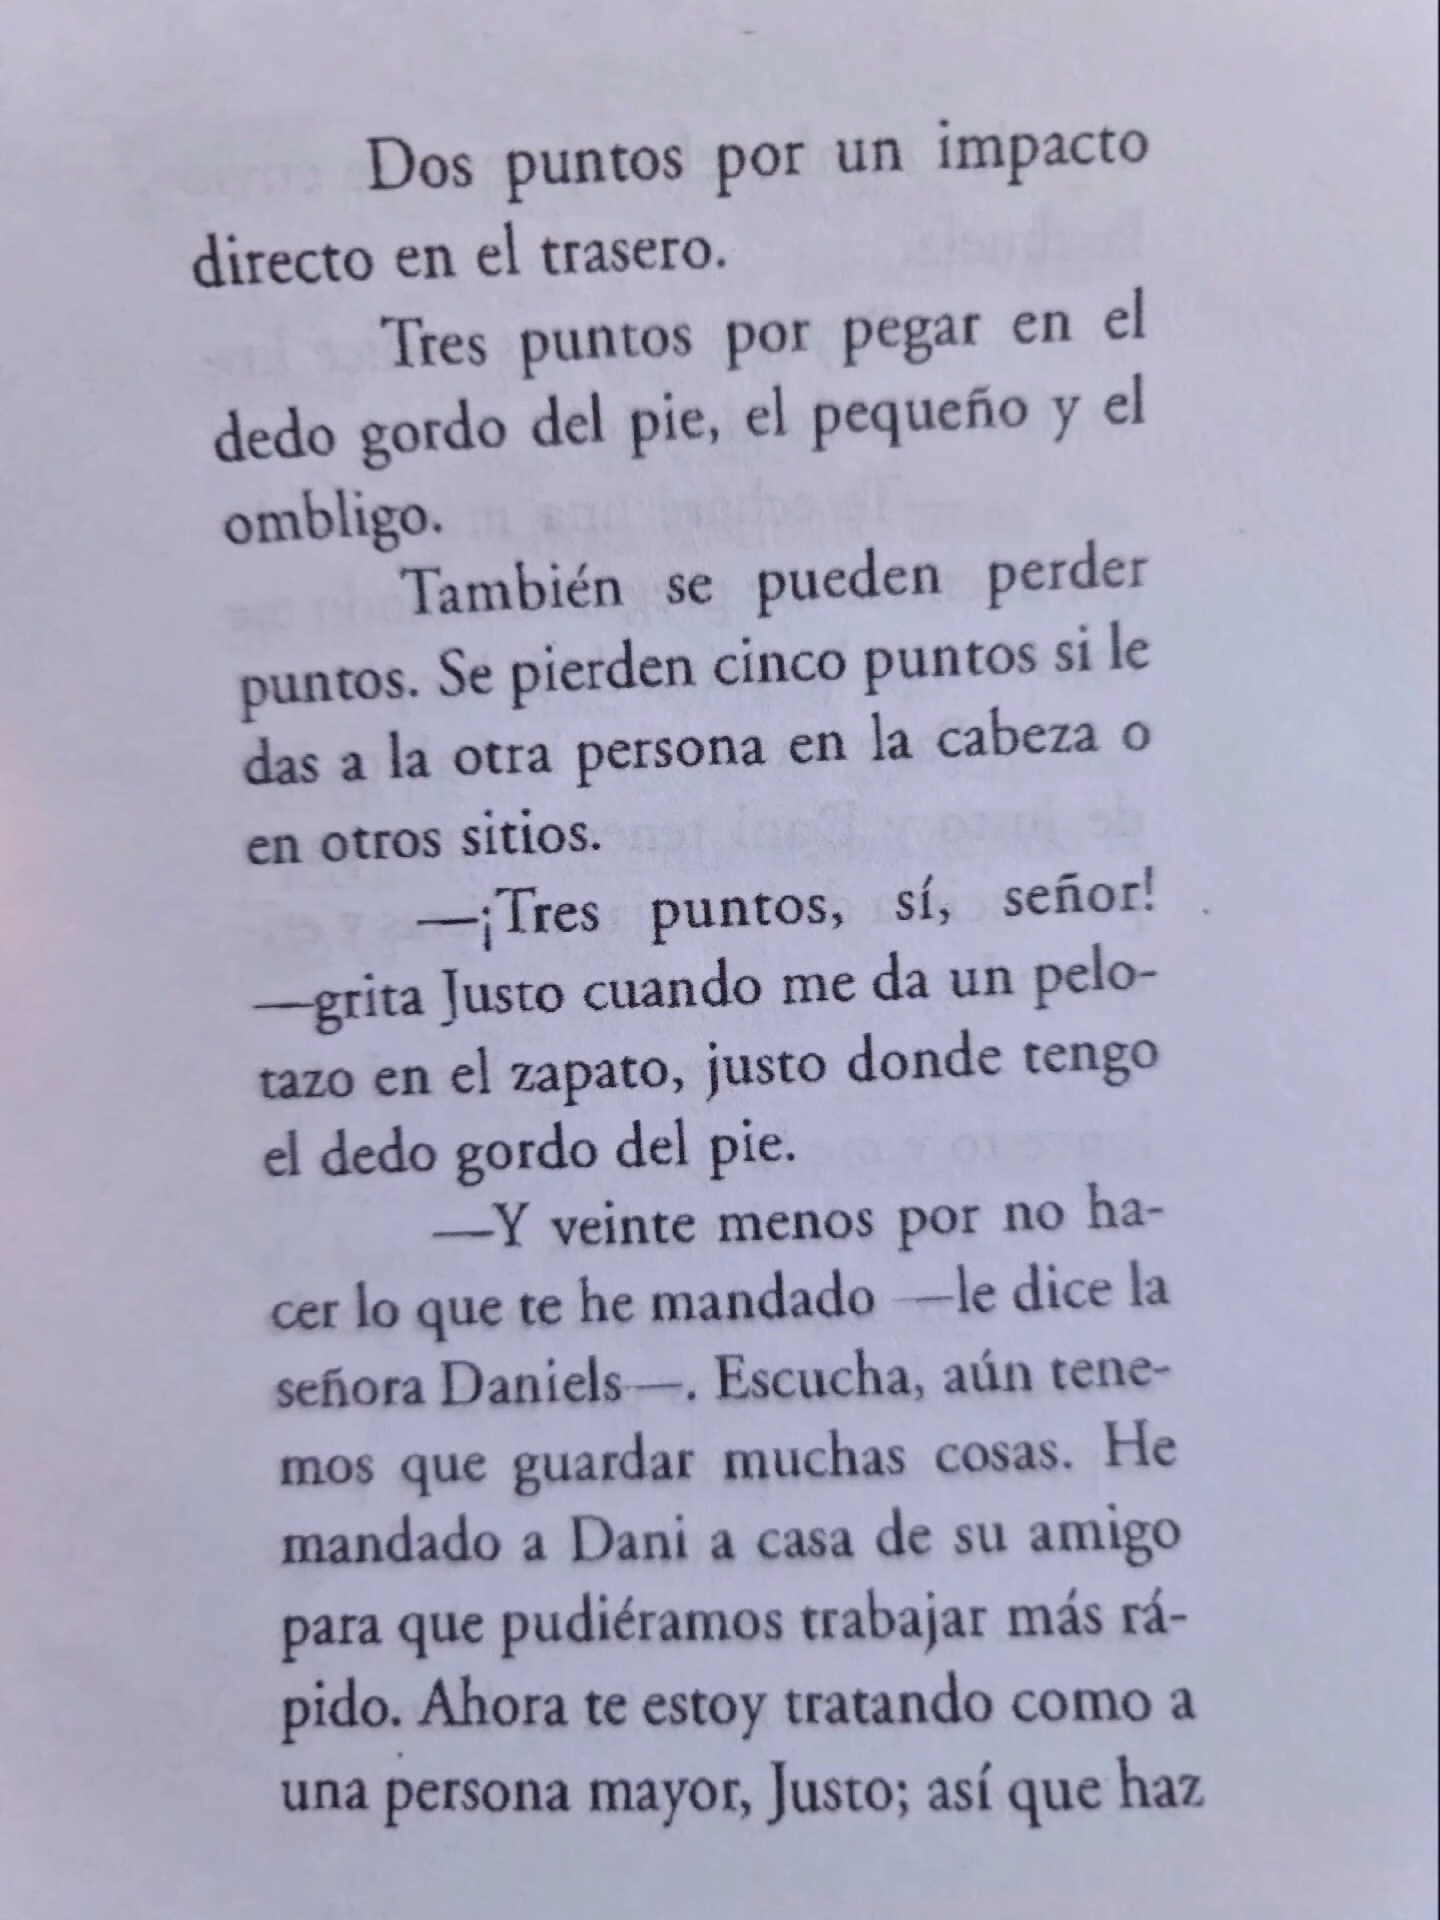 Dos puntos por un impacto
directo en el trasero.
Tres puntos por pegar en el
dedo gordo del pie, el pequeño y el
ombligo.
También se pueden perder
puntos. Se pierden cinco puntos si le
das a la otra persona en la cabeza o
en otros sitios.
—¡Tres puntos, sí, señor!
—grita Justo cuando me da un pelo-
tazo en el zapato, justo donde tengo
el dedo gordo del pie.
—Y veinte menos por no ha-
cer lo que te he mandado —le dice la
señora Daniels—. Escucha, aún tene-
mos que guardar muchas cosas. He
mandado a Dani a casa de su amigo
para que pudiéramos trabajar más rá-
pido. Ahora te estoy tratando como a
una persona mayor, Justo; así que haz